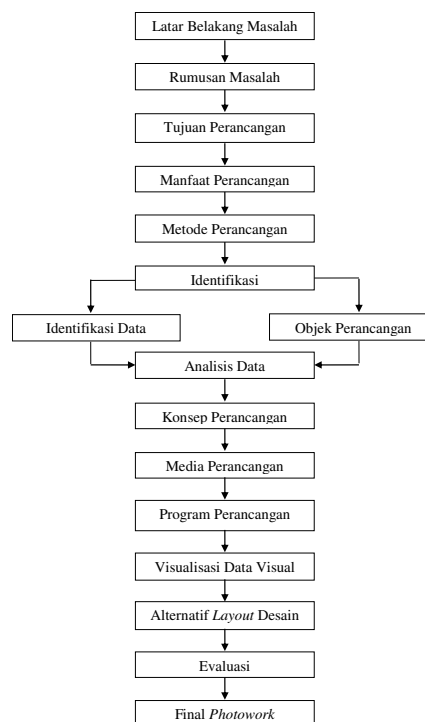 Latar Belakang Masalah
Rumusan Masalah
Tujuan Perancangan
Manfaat Perancangan
Metode Perancangan
Identifikasi
Identifikasi Data
Objek Perancangan
Analisis Data
Konsep Perancangan
Media Perancangan
Program Perancangan
Visualisasi Data Visual
Alternatif Layout Desain
Evaluasi
Final Photowork